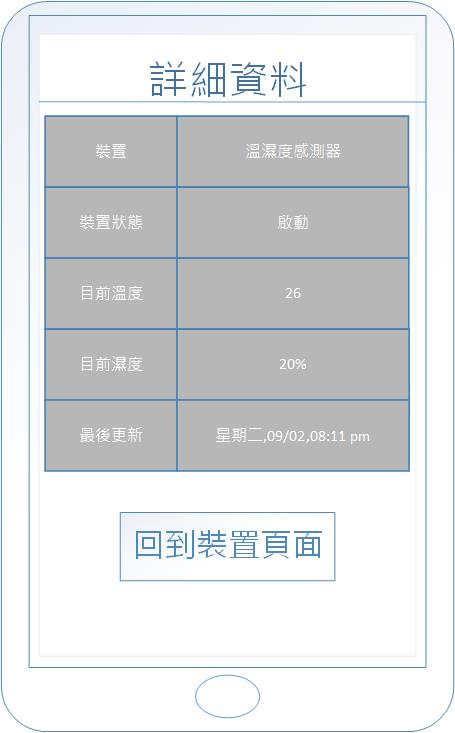 詳細資料
裝置 溫濕度感測器
裝置狀態 啟動
目前溫度 26
目前濕度 20%
最後更新 星期二,09/02,08:11 pm
回到裝置頁面